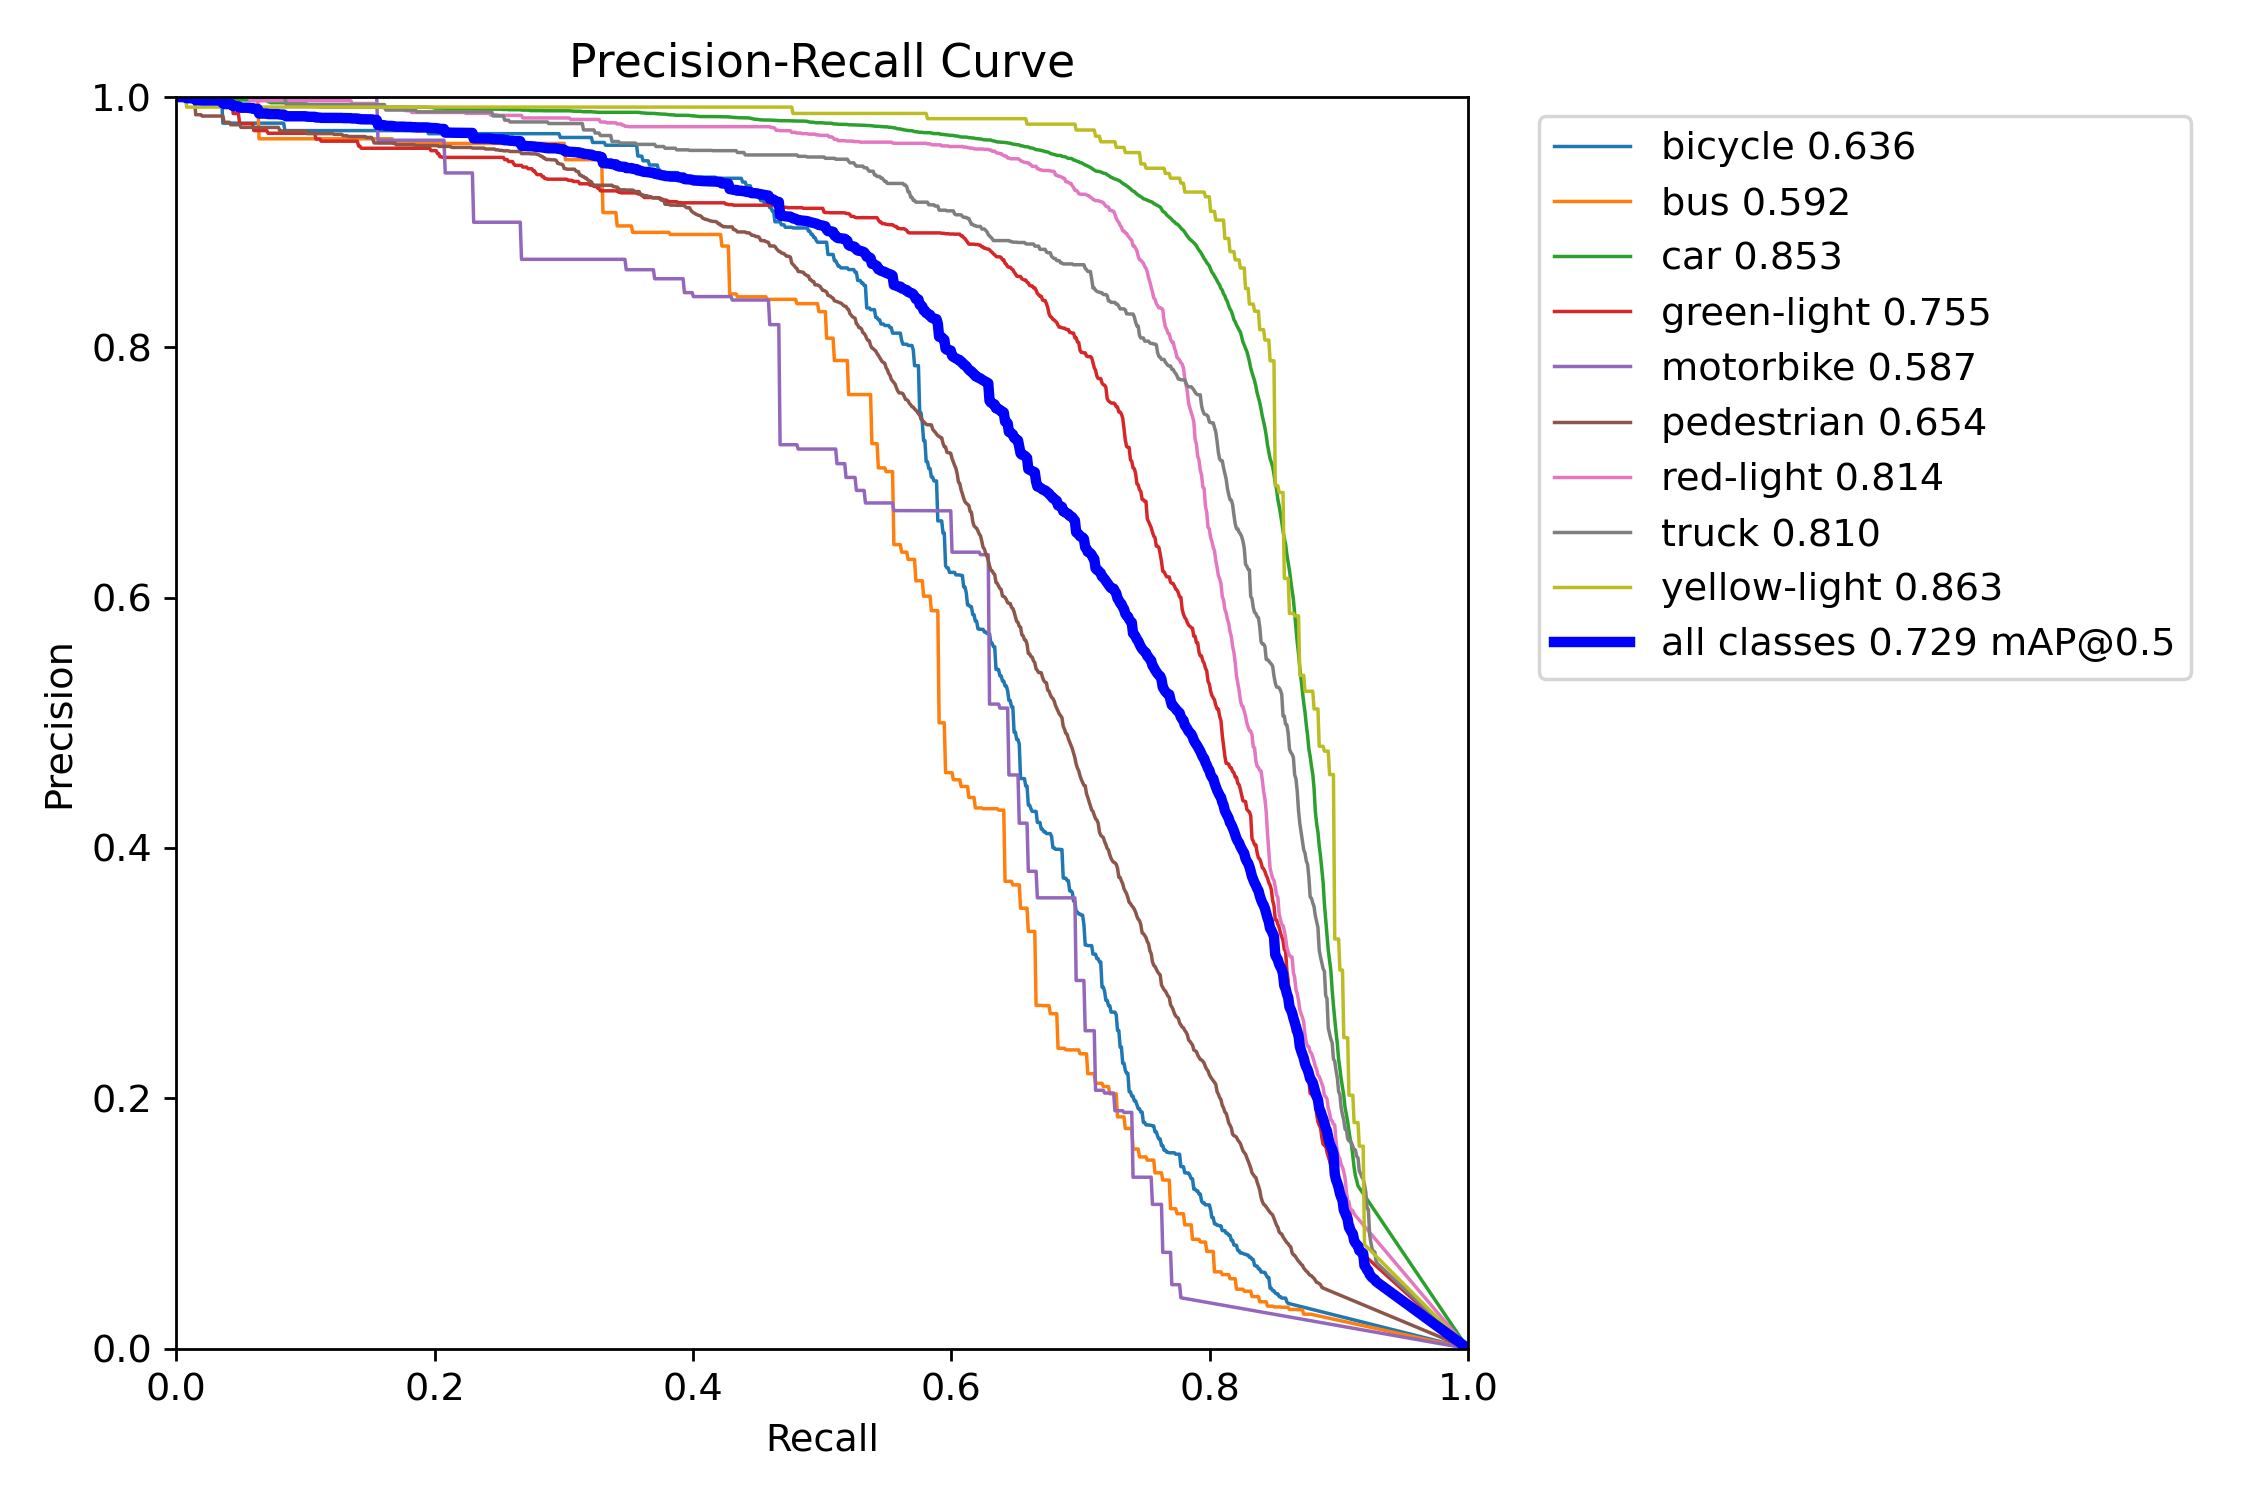 Precision-Recall Curve
1.0
0.8
0.6
0.4
0.2
0.0
Precision
0.0 0.2 0.4 0.6 0.8 1.0
Recall
bicycle 0.636
bus 0.592
car 0.853
green-light 0.755
motorbike 0.587
pedestrian 0.654
red-light 0.814
truck 0.810
yellow-light 0.863
all classes 0.729 mAP@0.5